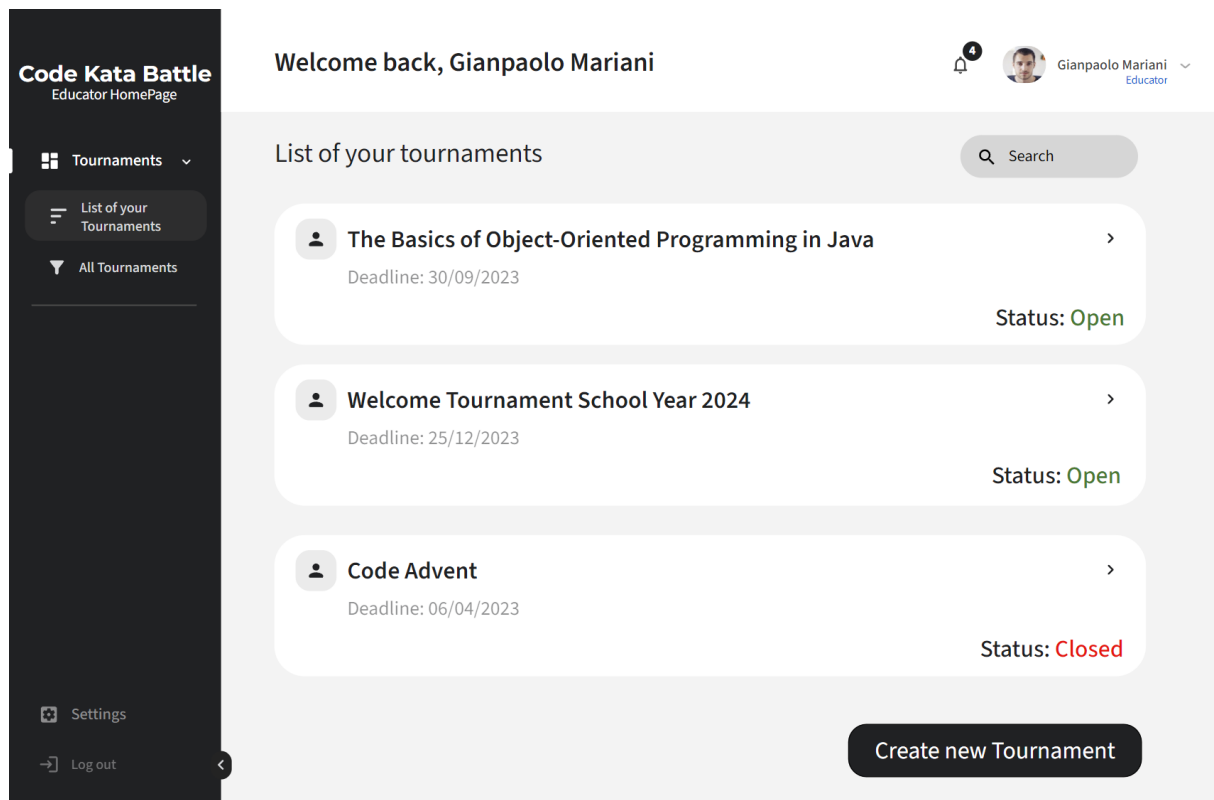 Code Kata Battle
Educator HomePage
Tournaments
List of your
Tournaments
All Tournaments
Settings
Log out
Welcome back, Gianpaolo Mariani
4
Gianpaolo Mariani
Educator
List of your tournaments
Search
The Basics of Object-Oriented Programming in Java
Deadline: 30/09/2023
Status: Open
Welcome Tournament School Year 2024
Deadline: 25/12/2023
Status: Open
Code Advent
Deadline: 06/04/2023
Status: Closed
Create new Tournament